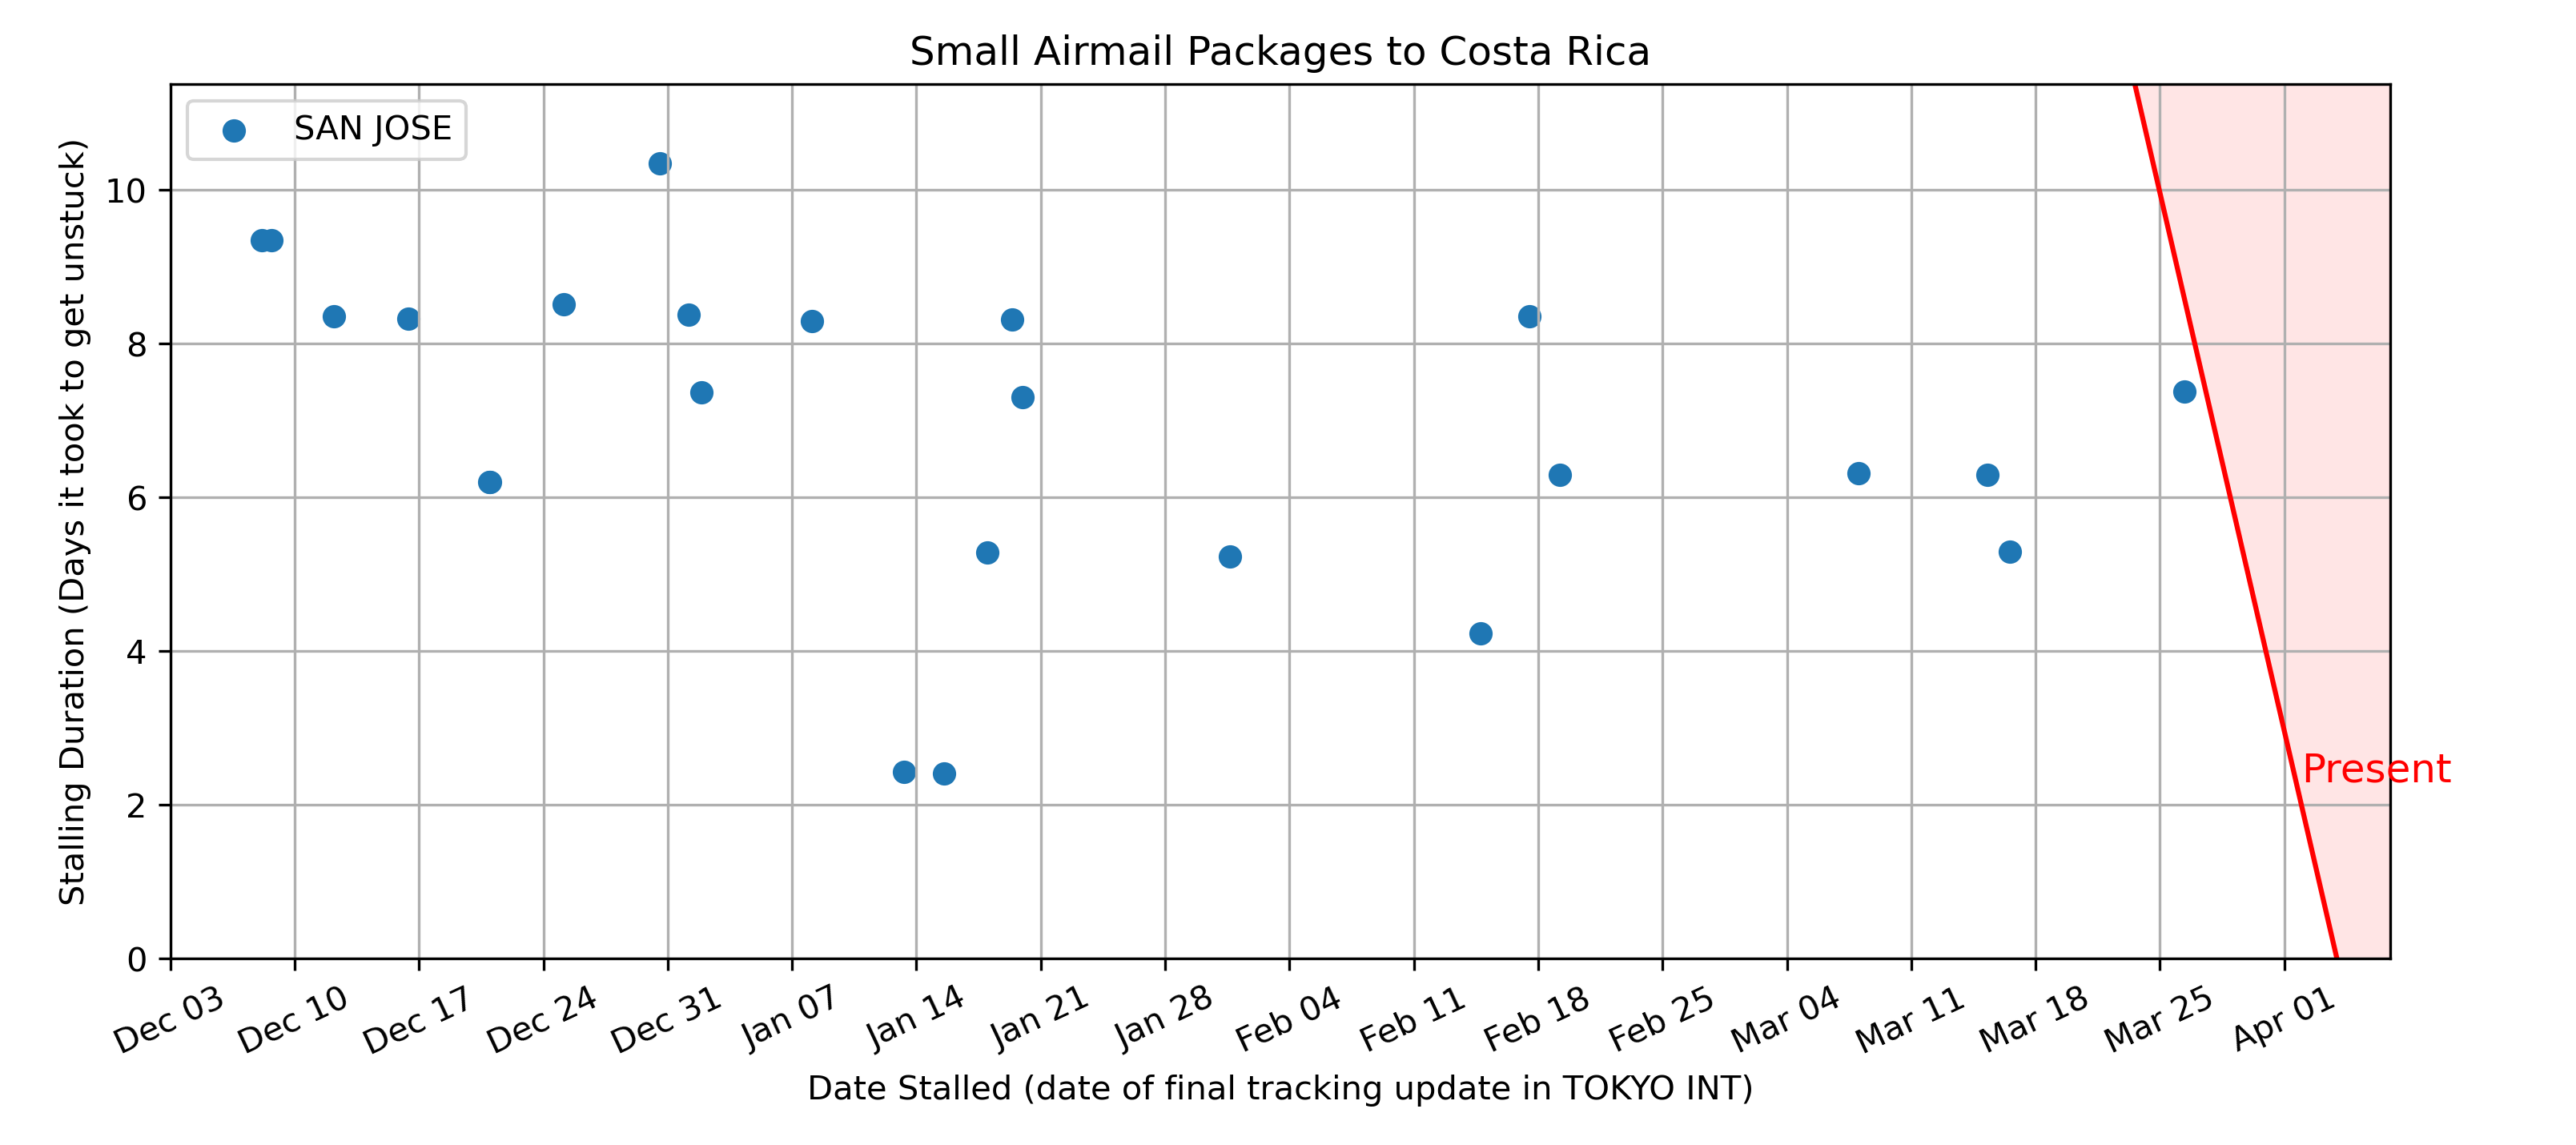 Small Airmail Packages to Costa Rica
SAN JOSE
Stalling Duration (Days it took to get unstuck)
10
8
6
4
2
0
Present
Dec 03
Dec 10
Dec 17
Dec 24
Dec 31
Jan 07
Jan 14
Jan 21
Jan 28
Feb 04
Feb 11
Feb 18
Feb 25
Mar 04
Mar 11
Mar 18
Mar 25
Apr 01
Date Stalled (date of final tracking update in TOKYO INT)